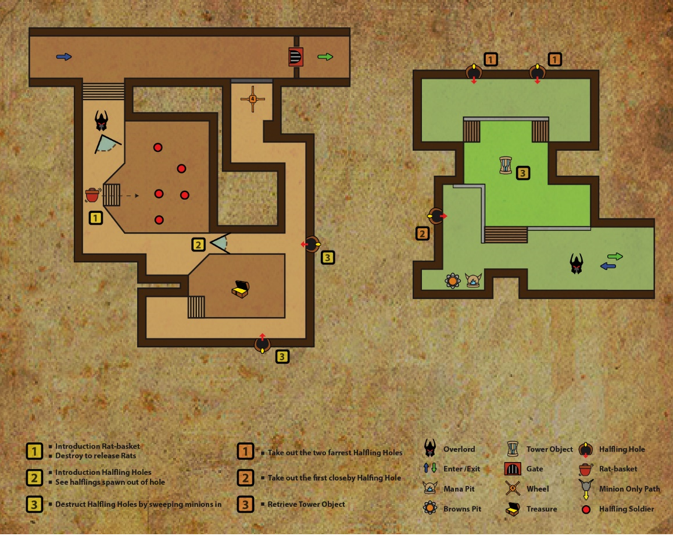 1
1
3
2
1
2
3
3
1
Introduction Rat-basket
Destroy to release Rats
2
Introduction Halfling Holes
See halflings spawn out of hole
3
Destruct Halfling Holes by sweeping minions in
1
Take out the two farrest Halfling Holes
2
Take out the first closeby Halfing Hole
3
Retrieve Tower Object
Overlord
Tower Object
Halfling Hole
Enter /Exit
Gate
Rat-basket
Mana Pit
Wheel
Minion Only Path
Browns Pit
Treasure
Halfling Soldier